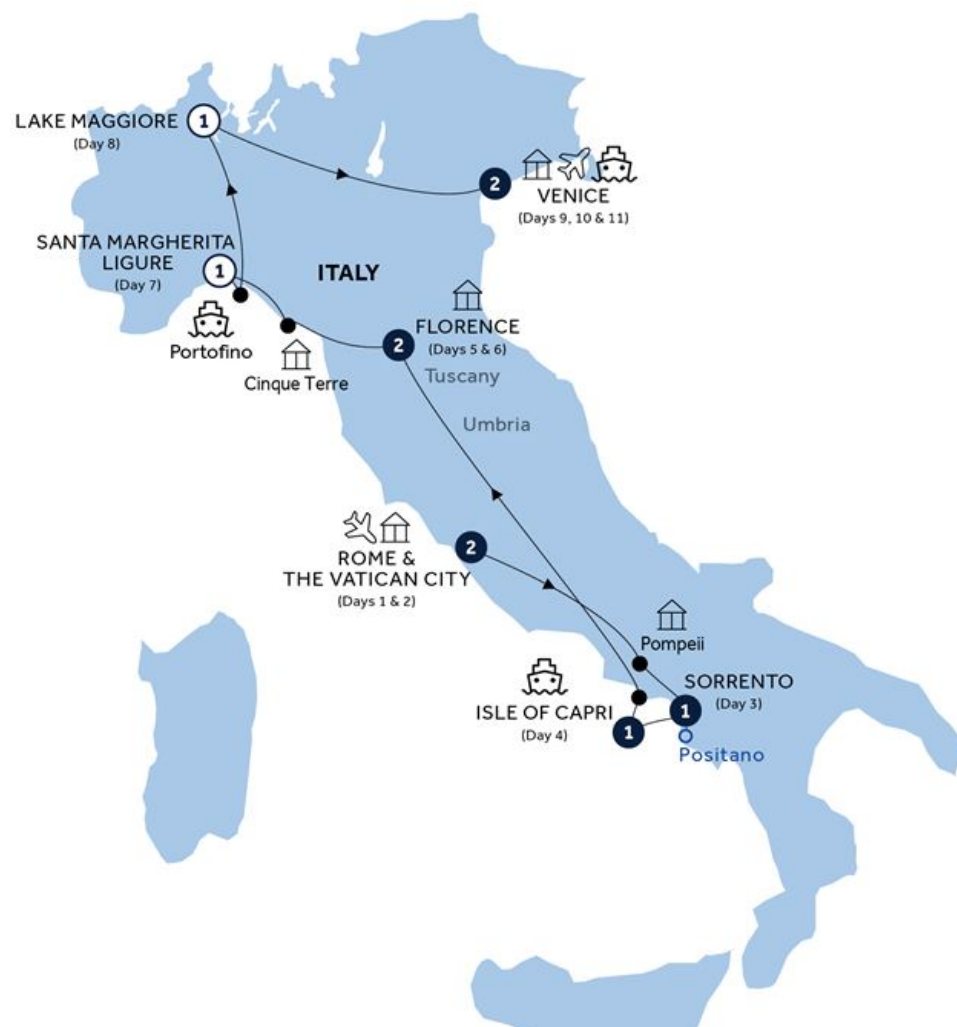 LAKE MAGGIORE
(Day 8)
1
2
VENICE
(Days 9, 10 & 11)
SANTA MARGHERITA
LIGURE
(Day 7)
1
ITALY
Portofino
Cinque Terre
2
FLORENCE
(Days 5 & 6)
Tuscany
Umbria
2
ROME &
THE VATICAN CITY
(Days 1 & 2)
Pompeii
SORRENTO
(Day 3)
1
ISLE OF CAPRI
(Day 4)
1
Positano